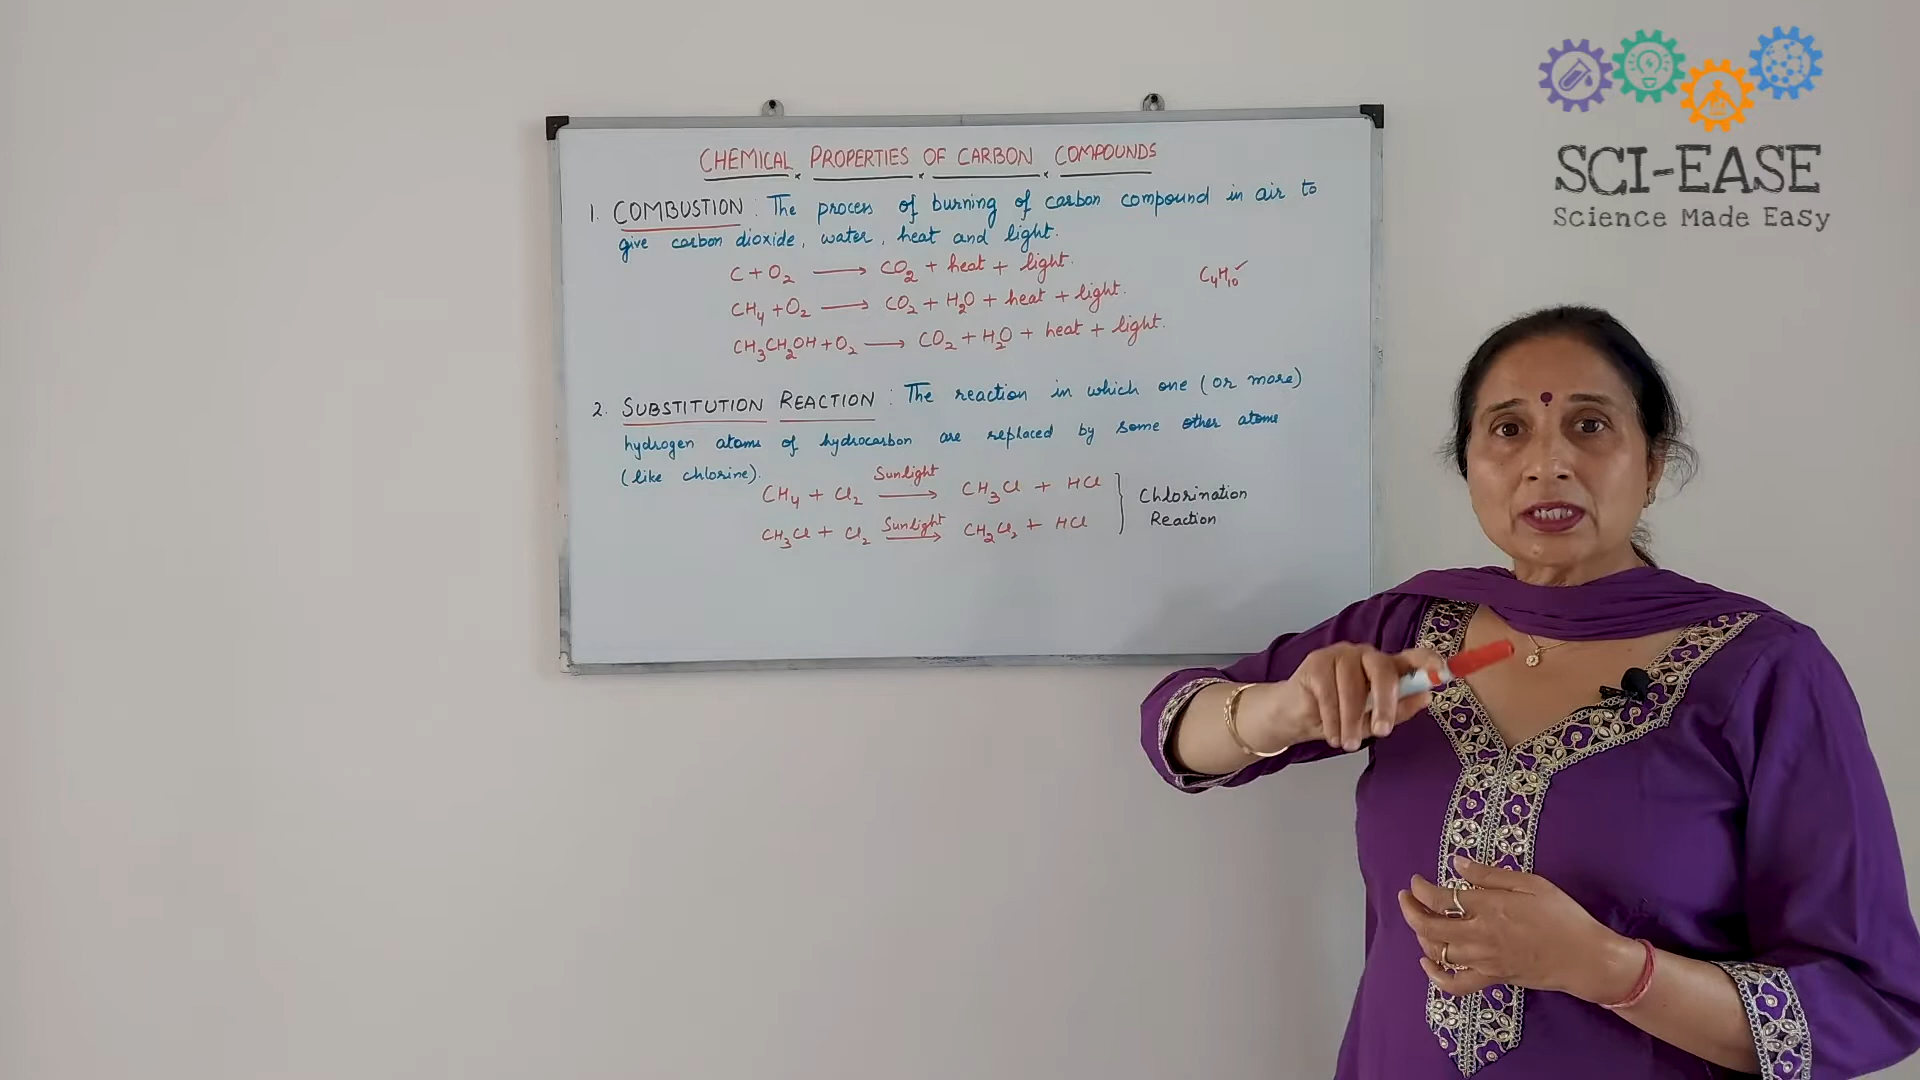 SCI-EASE
Science Made Easy
CHEMICAL PROPERTIES OF CARBON COMPOUNDS
1. COMBUSTION : The process of burning of carbon compound in air to
give carbon dioxide, water, heat and light.
C + O₂ ⟶ CO₂ + heat + light.
C₄H₁₀ ✓
CH₄ + O₂ ⟶ CO₂ + H₂O + heat + light.
CH₃CH₂OH + O₂ ⟶ CO₂ + H₂O + heat + light.
2. SUBSTITUTION REACTION : The reaction in which one (or more)
hydrogen atoms of hydrocarbon are replaced by some other atoms
(like chlorine).
Sunlight
CH₄ + Cl₂ ⟶ CH₃Cl + HCl
Sunlight
CH₃Cl + Cl₂ ⟶ CH₂Cl₂ + HCl
Chlorination
Reaction